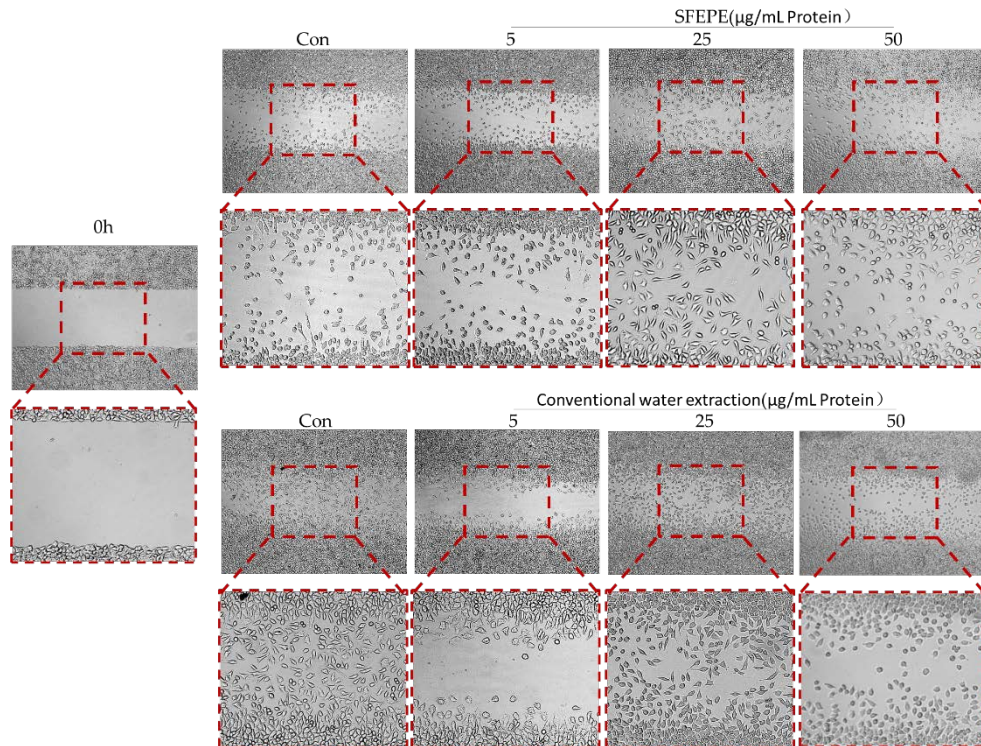 SFEPE(μg/mL Protein）
Con 5 25 50
0h
Conventional water extraction(μg/mL Protein）
Con 5 25 50